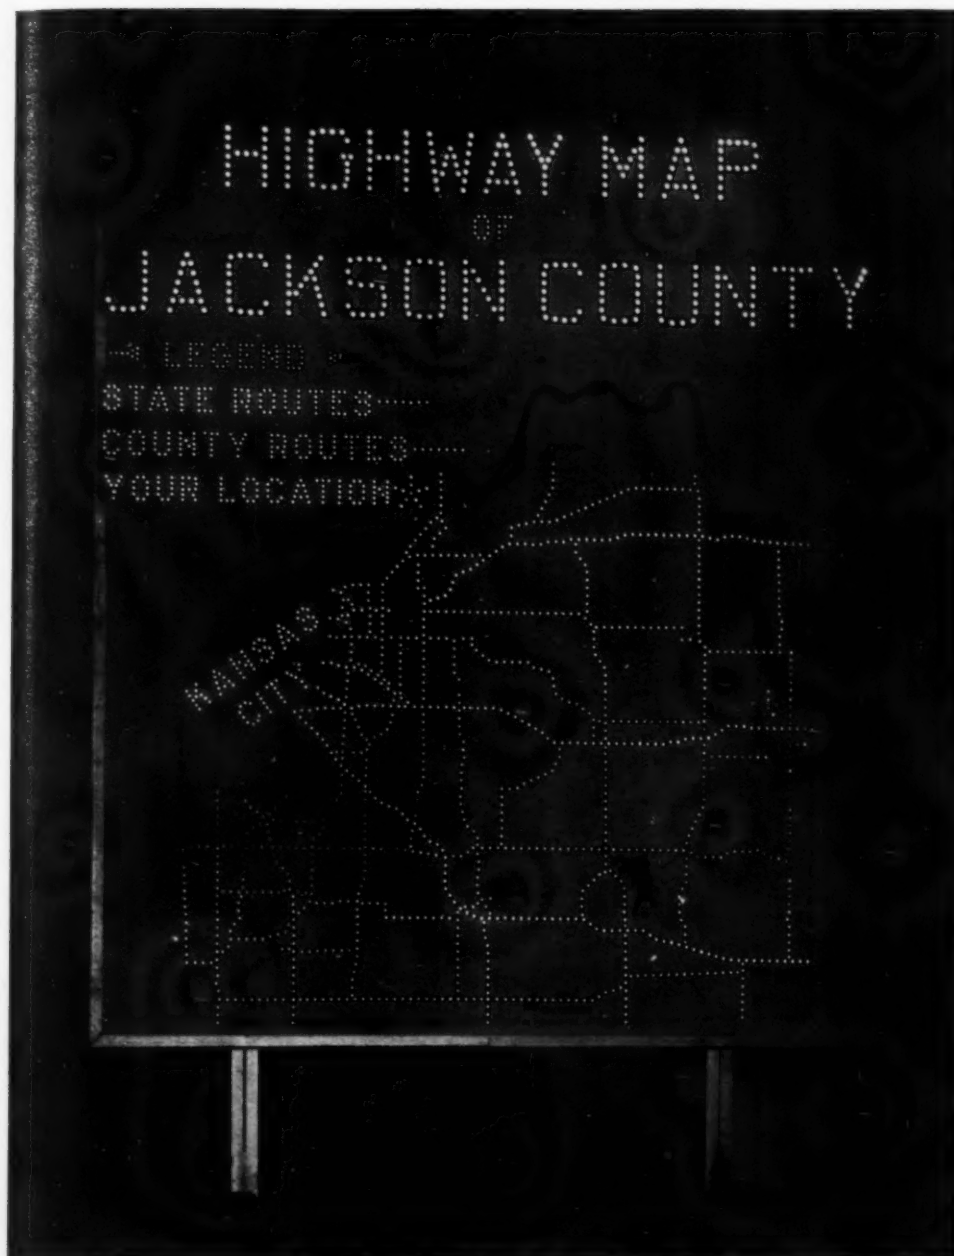 HIGHWAY MAP
OF
JACKSON COUNTY
LEGEND
STATE ROUTES
COUNTY ROUTES
YOUR LOCATION
KANSAS
CITY